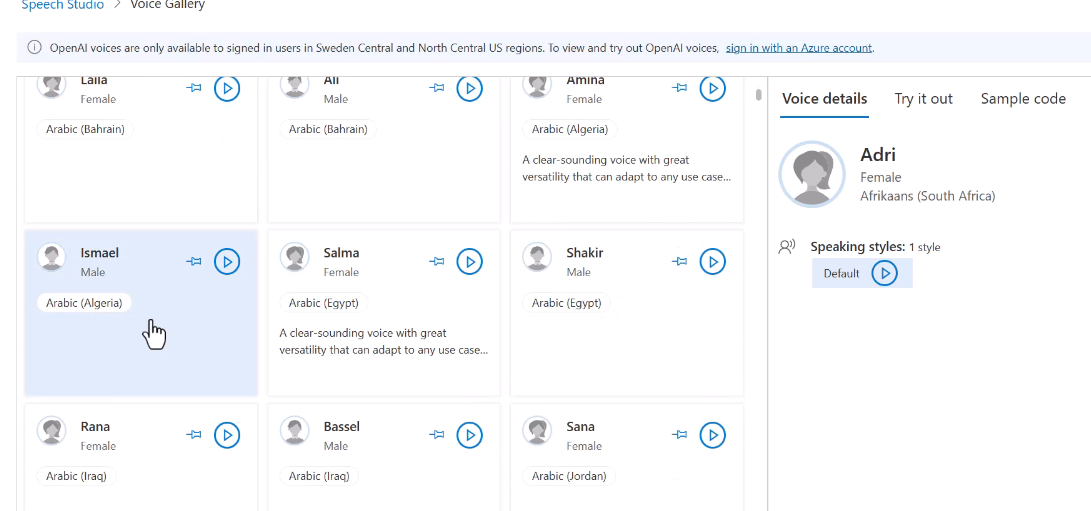 Speech Studio > Voice Gallery
OpenAI voices are only available to signed in users in Sweden Central and North Central US regions. To view and try out OpenAI voices, sign in with an Azure account.
Laila
Female
Arabic (Bahrain)
Ali
Male
Arabic (Bahrain)
Amina
Female
Arabic (Algeria)
A clear-sounding voice with great
versatility that can adapt to any use case...
Ismael
Male
Arabic (Algeria)
Salma
Female
Arabic (Egypt)
A clear-sounding voice with great
versatility that can adapt to any use case...
Shakir
Male
Arabic (Egypt)
Rana
Female
Arabic (Iraq)
Bassel
Male
Arabic (Iraq)
Sana
Female
Arabic (Jordan)
Voice details
Try it out
Sample code
Adri
Female
Afrikaans (South Africa)
Speaking styles: 1 style
Default